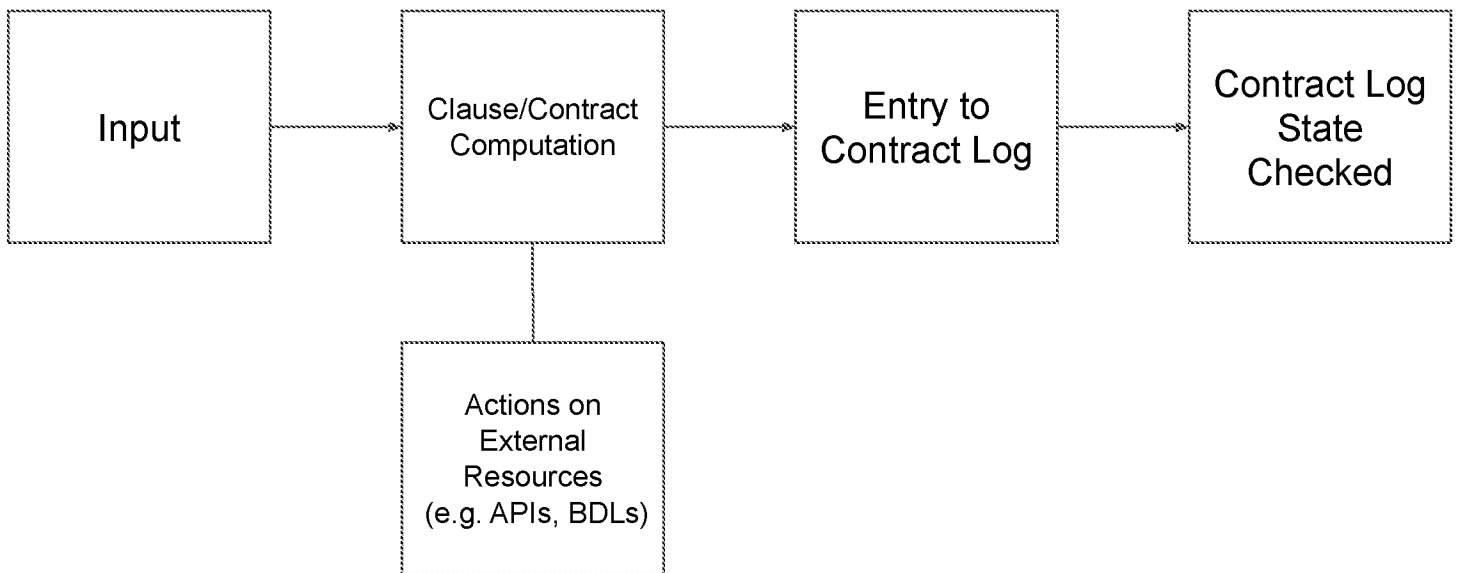 Input
Clause/Contract
Computation
Entry to
Contract Log
Contract Log
State
Checked
Actions on
External
Resources
(e.g. APIs, BDLs)